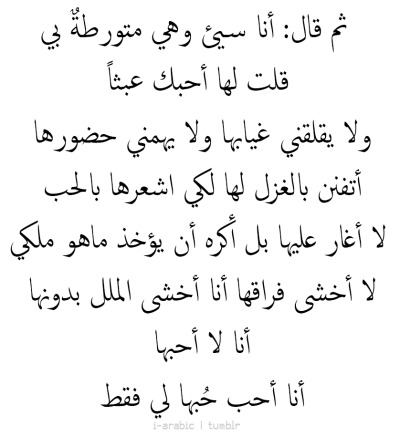 ثم قال: أنا سيئ وهي متورطةٌ بي
قلت لها أحبك عبثاً
ولا يقلقني غيابها ولا يهمني حضورها
أتفنن بالغزل لها لكي اشعرها بالحب
لا أغار عليها بل أكره أن يؤخذ ماهو ملكي
لا أخشى فراقها أنا أخشى الملل بدونها
أنا لا أحبها
أنا أحب حُبها لي فقط
i-arabic | tumblr